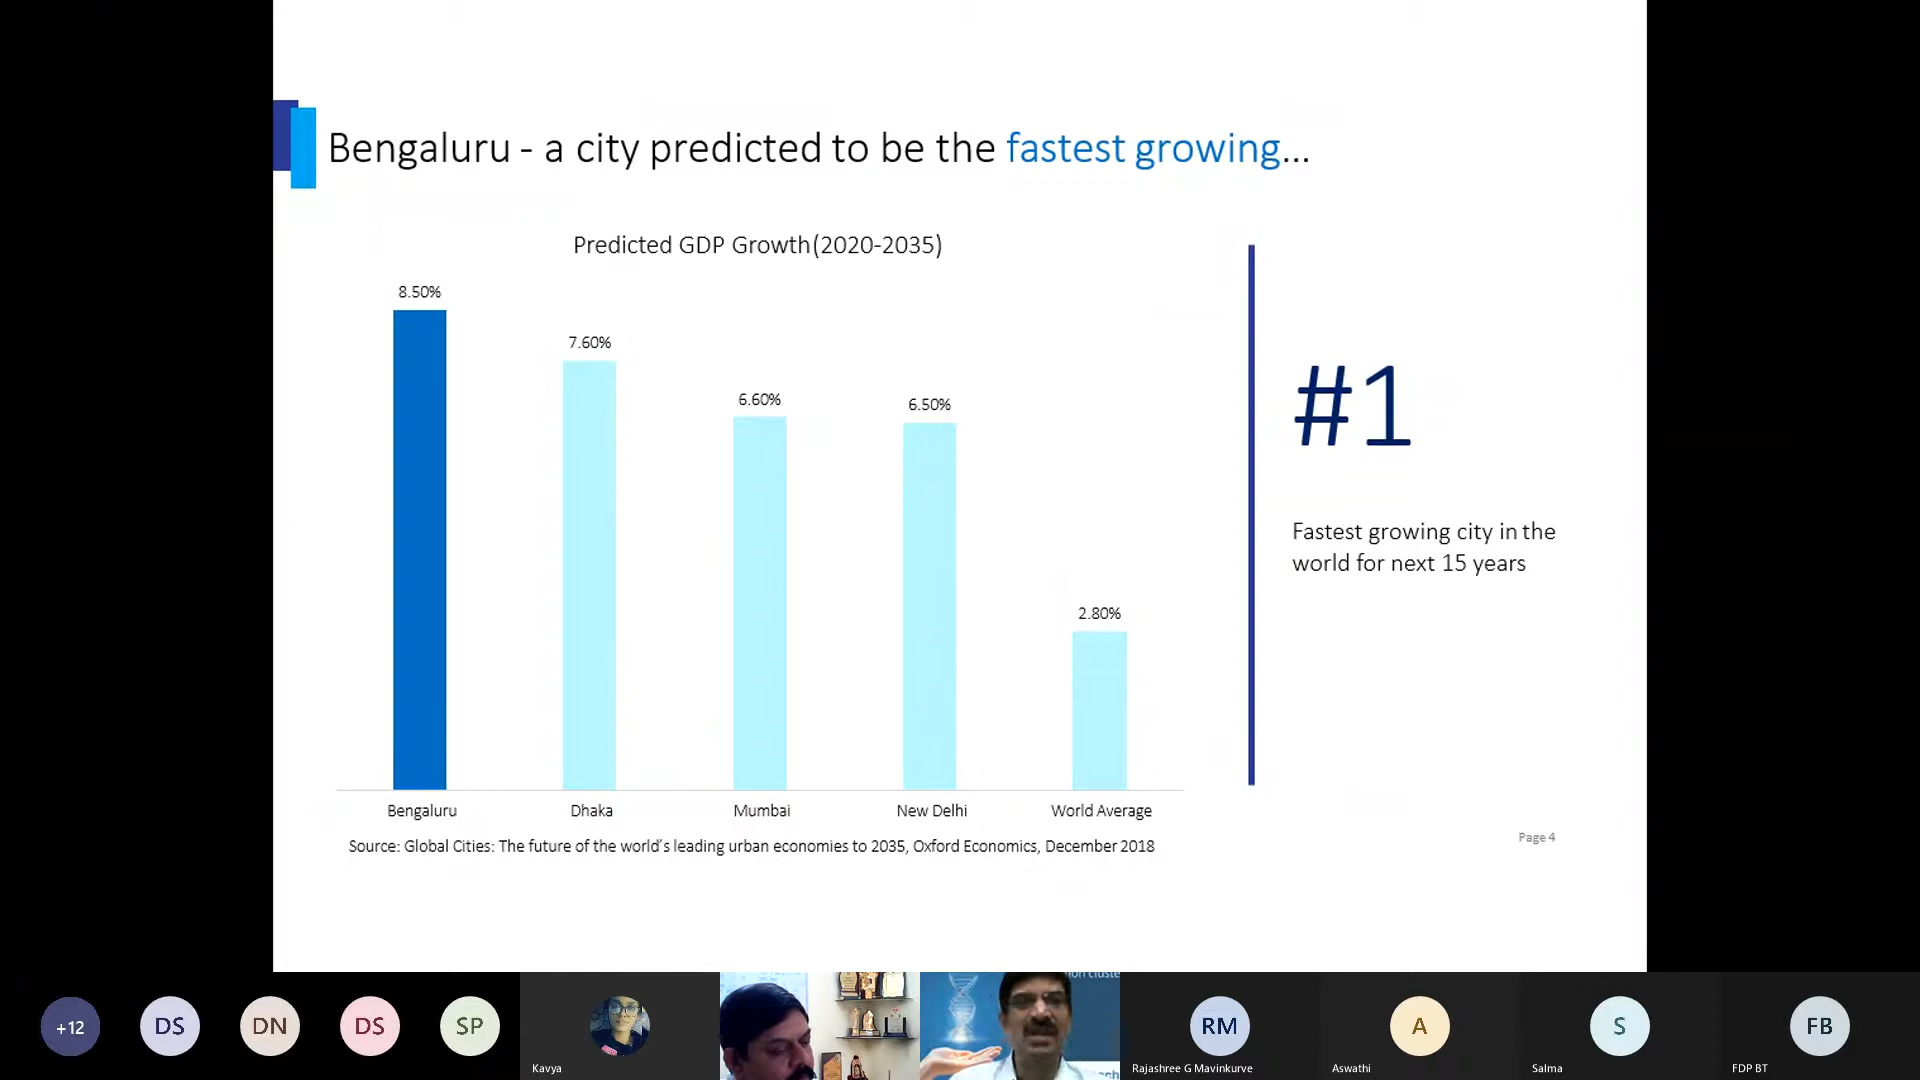 Bengaluru - a city predicted to be the fastest growing...
Predicted GDP Growth(2020-2035)
8.50%
7.60%
6.60%
6.50%
2.80%
Bengaluru
Dhaka
Mumbai
New Delhi
World Average
Source: Global Cities: The future of the world's leading urban economies to 2035, Oxford Economics, December 2018
#1
Fastest growing city in the
world for next 15 years
Page 4
+12
DS
DN
DS
SP
Kavya
RM
Rajashree G Mavinkurve
A
Aswathi
S
Salma
FB
FDP BT